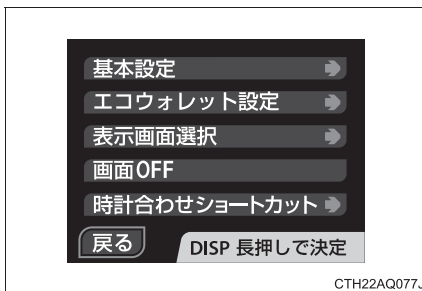 基本設定
エコウォレット設定
表示画面選択
画面OFF
時計合わせショートカット
戻る
DISP 長押しで決定
CTH22AQ077J